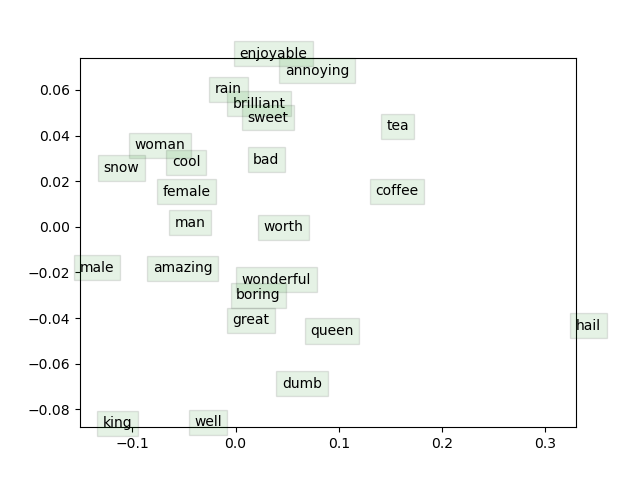 enjoyable
annoying
0.06
rain
brilliant
sweet
tea
0.04
woman
cool
bad
snow
0.02
female
coffee
man
worth
0.00
male
amazing
−0.02
wonderful
boring
great
−0.04
queen
hail
−0.06
dumb
−0.08
king
well
−0.1
0.0
0.1
0.2
0.3